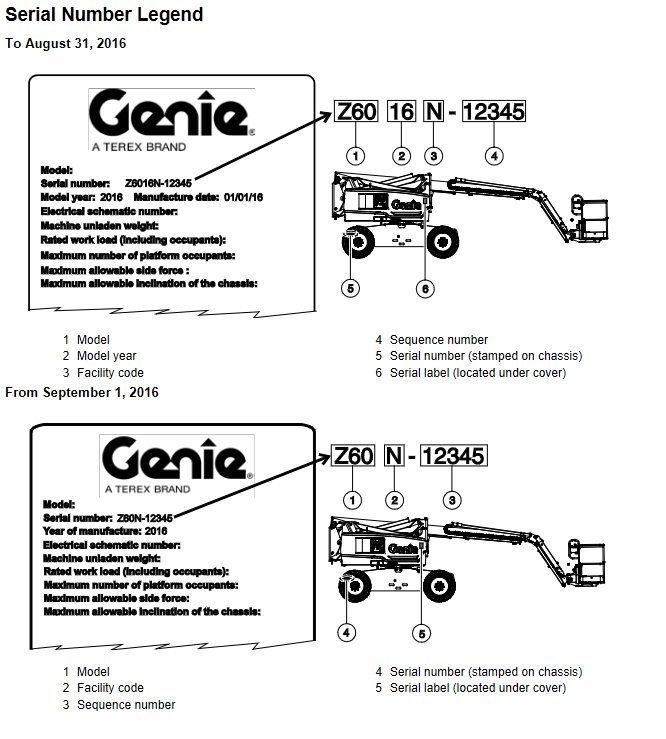 Serial Number Legend
To August 31, 2016
Genie®
A TEREX BRAND
Model:
Serial number: Z6016N-12345
Model year: 2016 Manufacture date: 01/01/16
Electrical schematic number:
Machine unladen weight:
Rated work load (including occupants):
Maximum number of platform occupants:
Maximum allowable side force :
Maximum allowable inclination of the chassis:
Z60 16 N - 12345
1 2 3 4
Genie
5 6
1 Model
2 Model year
3 Facility code
4 Sequence number
5 Serial number (stamped on chassis)
6 Serial label (located under cover)
From September 1, 2016
Genie®
A TEREX BRAND
Model:
Serial number: Z60N-12345
Year of manufacture: 2016
Electrical schematic number:
Machine unladen weight:
Rated work load (including occupants):
Maximum number of platform occupants:
Maximum allowable side force:
Maximum allowable inclination of the chassis:
Z60 N - 12345
1 2 3
Genie
4 5
1 Model
2 Facility code
3 Sequence number
4 Serial number (stamped on chassis)
5 Serial label (located under cover)